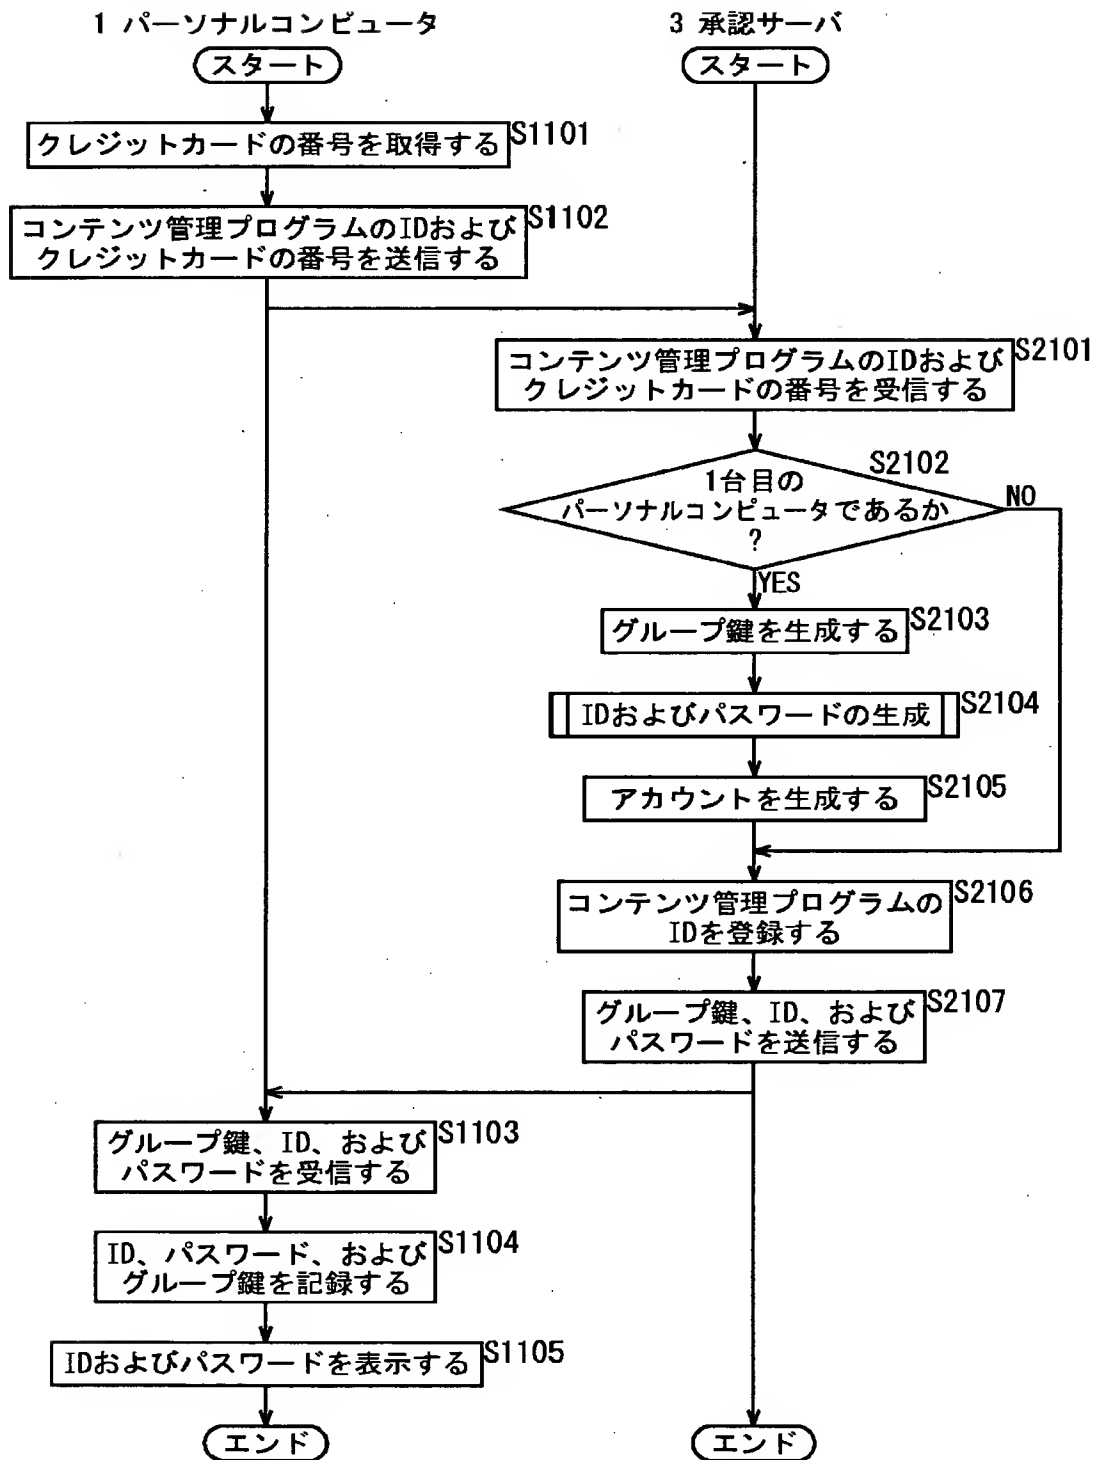 1 パーソナルコンピュータ
3 承認サーバ
スタート
スタート
クレジットカードの番号を取得する
S1101
コンテンツ管理プログラムのIDおよび
クレジットカードの番号を送信する
S1102
コンテンツ管理プログラムのIDおよび
クレジットカードの番号を受信する
S2101
S2102
1台目の
パーソナルコンピュータであるか
?
NO
YES
グループ鍵を生成する
S2103
IDおよびパスワードの生成
S2104
アカウントを生成する
S2105
コンテンツ管理プログラムの
IDを登録する
S2106
グループ鍵、ID、および
パスワードを送信する
S2107
グループ鍵、ID、および
パスワードを受信する
S1103
ID、パスワード、および
グループ鍵を記録する
S1104
IDおよびパスワードを表示する
S1105
エンド
エンド